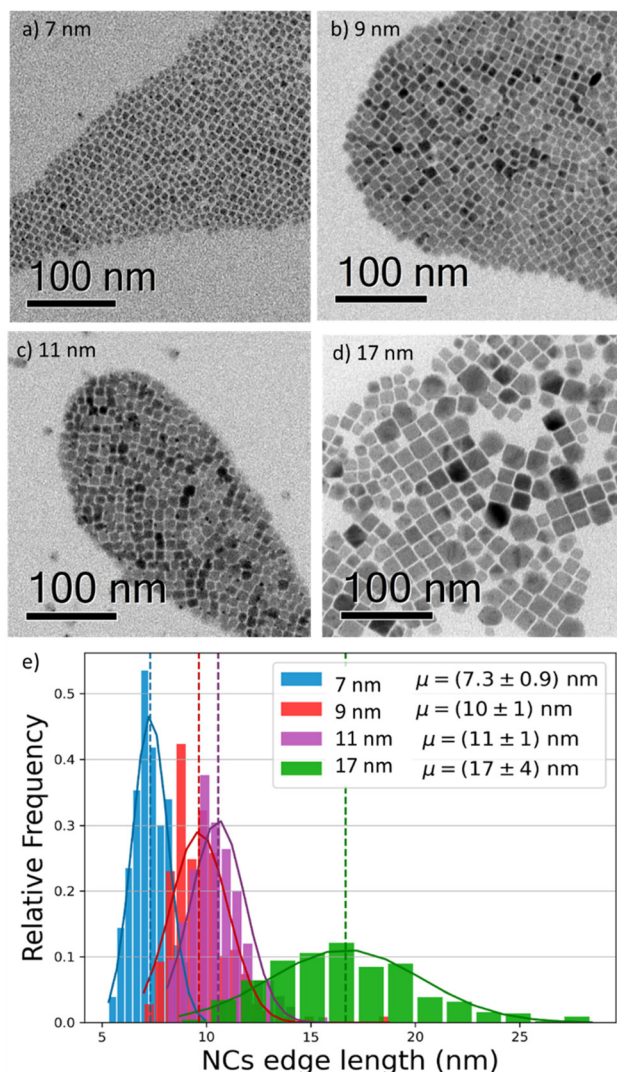 a) 7 nm
100 nm
b) 9 nm
100 nm
c) 11 nm
100 nm
d) 17 nm
100 nm
e)
7 nm μ = (7.3 ± 0.9) nm
9 nm μ = (10 ± 1) nm
11 nm μ = (11 ± 1) nm
17 nm μ = (17 ± 4) nm
Relative Frequency
0.5
0.4
0.3
0.2
0.1
0.0
5 10 15 20 25
NCs edge length (nm)